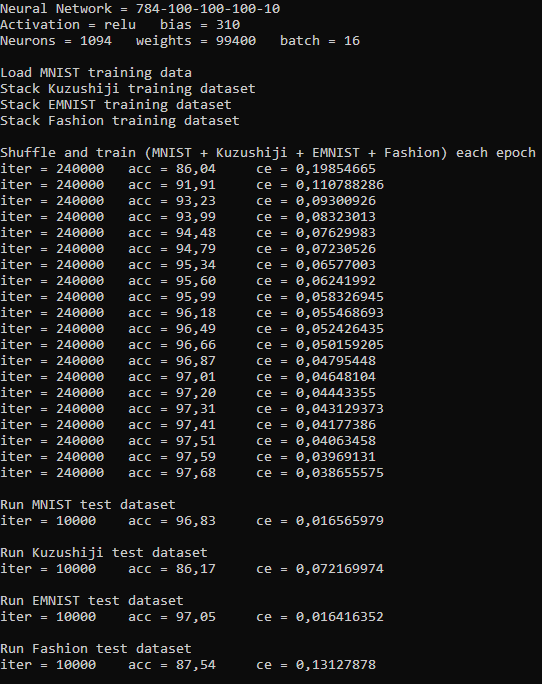 Neural Network = 784-100-100-100-10
Activation = relu   bias = 310
Neurons = 1094   weights = 99400   batch = 16

Load MNIST training data
Stack Kuzushiji training dataset
Stack EMNIST training dataset
Stack Fashion training dataset

Shuffle and train (MNIST + Kuzushiji + EMNIST + Fashion) each epoch
iter = 240000   acc = 86,04     ce = 0,19854665
iter = 240000   acc = 91,91     ce = 0,110788286
iter = 240000   acc = 93,23     ce = 0,09300926
iter = 240000   acc = 93,99     ce = 0,08323013
iter = 240000   acc = 94,48     ce = 0,07629983
iter = 240000   acc = 94,79     ce = 0,07230526
iter = 240000   acc = 95,34     ce = 0,06577003
iter = 240000   acc = 95,60     ce = 0,06241992
iter = 240000   acc = 95,99     ce = 0,058326945
iter = 240000   acc = 96,18     ce = 0,055468693
iter = 240000   acc = 96,49     ce = 0,052426435
iter = 240000   acc = 96,66     ce = 0,050159205
iter = 240000   acc = 96,87     ce = 0,04795448
iter = 240000   acc = 97,01     ce = 0,04648104
iter = 240000   acc = 97,20     ce = 0,04443355
iter = 240000   acc = 97,31     ce = 0,043129373
iter = 240000   acc = 97,41     ce = 0,04177386
iter = 240000   acc = 97,51     ce = 0,04063458
iter = 240000   acc = 97,59     ce = 0,03969131
iter = 240000   acc = 97,68     ce = 0,038655575

Run MNIST test dataset
iter = 10000    acc = 96,83     ce = 0,016565979

Run Kuzushiji test dataset
iter = 10000    acc = 86,17     ce = 0,072169974

Run EMNIST test dataset
iter = 10000    acc = 97,05     ce = 0,016416352

Run Fashion test dataset
iter = 10000    acc = 87,54     ce = 0,13127878